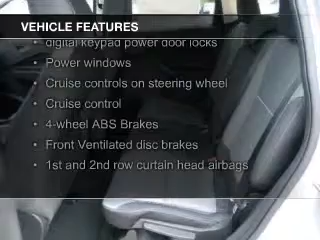 VEHICLE FEATURES
• digital keypad power door locks
• Power windows
• Cruise controls on steering wheel
• Cruise control
• 4-wheel ABS Brakes
• Front Ventilated disc brakes
• 1st and 2nd row curtain head airbags